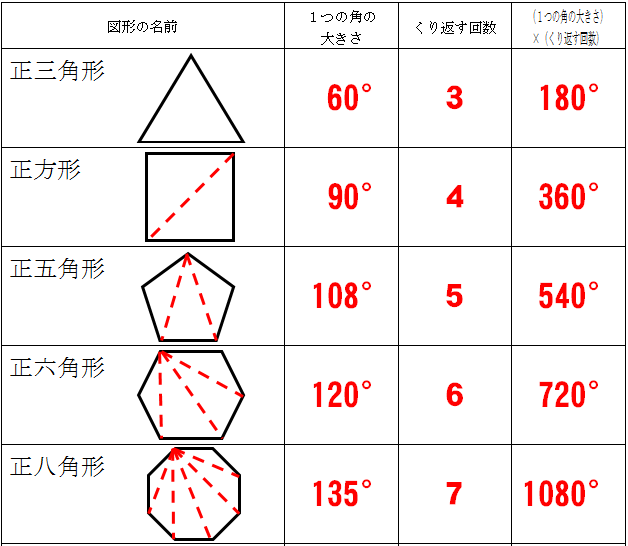 図形の名前
1つの角の
大きさ
くり返す回数
(1つの角の大きさ)
×(くり返す回数)
正三角形
60°
3
180°
正方形
90°
4
360°
正五角形
108°
5
540°
正六角形
120°
6
720°
正八角形
135°
7
1080°